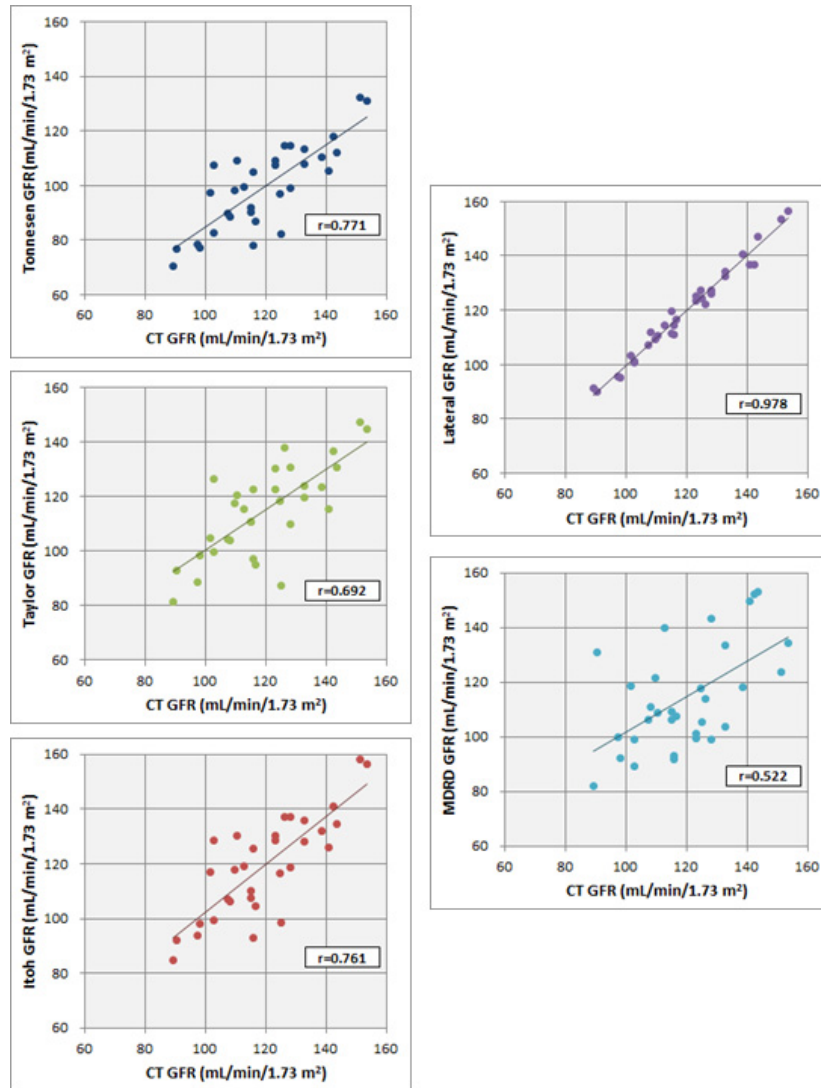 Tonnesen GFR(mL/min/1.73 m²)
160
140
120
100
80
60
r=0.771
60 80 100 120 140 160
CT GFR (mL/min/1.73 m²)
Taylor GFR (mL/min/1.73 m²)
160
140
120
100
80
60
r=0.692
60 80 100 120 140 160
CT GFR (mL/min/1.73 m²)
Itoh GFR (mL/min/1.73 m²)
160
140
120
100
80
60
r=0.761
60 80 100 120 140 160
CT GFR (mL/min/1.73 m²)
Lateral GFR (mL/min/1.73 m²)
160
140
120
100
80
60
r=0.978
60 80 100 120 140 160
CT GFR (mL/min/1.73 m²)
MDRD GFR (mL/min/1.73 m²)
160
140
120
100
80
60
r=0.522
60 80 100 120 140 160
CT GFR (mL/min/1.73 m²)